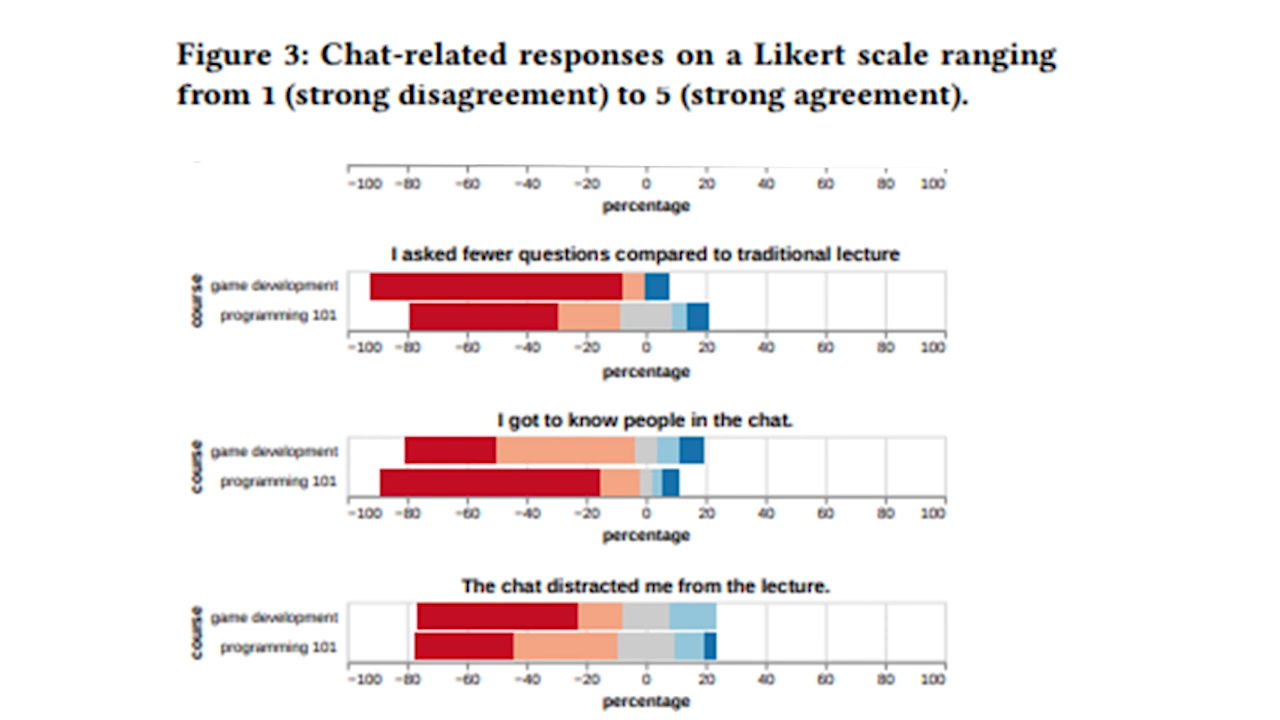 Figure 3: Chat-related responses on a Likert scale ranging
from 1 (strong disagreement) to 5 (strong agreement).
−100 −80 −60 −40 −20 0 20 40 60 80 100
percentage
I asked fewer questions compared to traditional lecture
course
game development
programming 101
−100 −80 −60 −40 −20 0 20 40 60 80 100
percentage
I got to know people in the chat.
course
game development
programming 101
−100 −80 −60 −40 −20 0 20 40 60 80 100
percentage
The chat distracted me from the lecture.
course
game development
programming 101
−100 −80 −60 −40 −20 0 20 40 60 80 100
percentage